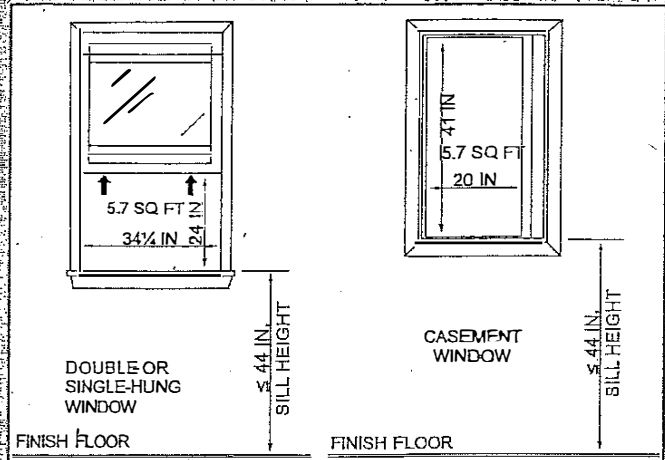 5.7 SQ FT
34¼ IN
24 IN
≤ 44 IN.
SILL HEIGHT
DOUBLE OR
SINGLE-HUNG
WINDOW
FINISH FLOOR
41 IN
5.7 SQ FT
20 IN
≤ 44 IN.
SILL HEIGHT
CASEMENT
WINDOW
FINISH FLOOR